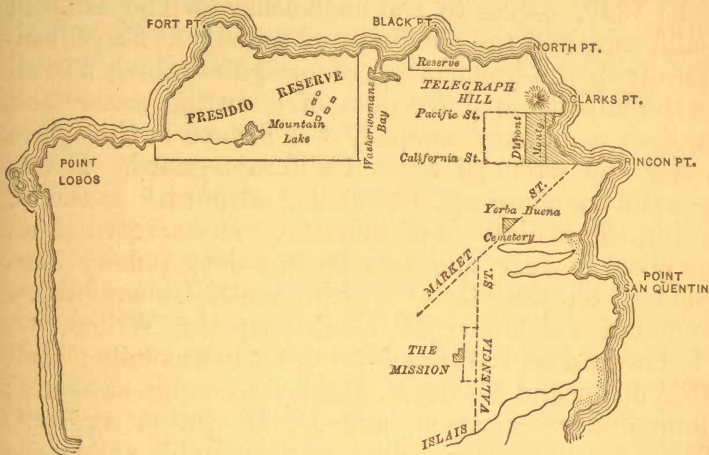 FORT PT.
BLACK PT.
NORTH PT.
Reserve
TELEGRAPH
HILL
CLARKS PT.
PRESIDIO RESERVE
Mountain
Lake
Washerwomans
Bay
Pacific St.
Dupont
Montg.
California St.
POINT
LOBOS
RINCON PT.
MARKET ST.
Yerba Buena
Cemetery
POINT
SAN QUENTIN
VALENCIA ST.
THE
MISSION
ISLAIS